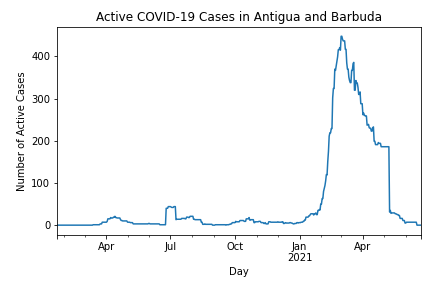 Active COVID-19 Cases in Antigua and Barbuda
Number of Active Cases
400
300
200
100
0
Apr
Jul
Oct
Jan
2021
Apr
Day